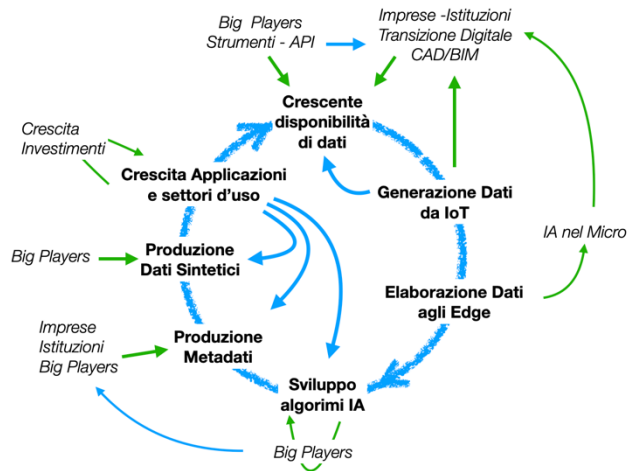 Big Players
Strumenti - API
Imprese -Istituzioni
Transizione Digitale
CAD/BIM
Crescente
disponibilità
di dati
Crescita
Investimenti
Crescita Applicazioni
e settori d'uso
Generazione Dati
da IoT
IA nel Micro
Big Players
Produzione
Dati Sintetici
Elaborazione Dati
agli Edge
Imprese
Istituzioni
Big Players
Produzione
Metadati
Sviluppo
algorimi IA
Big Players